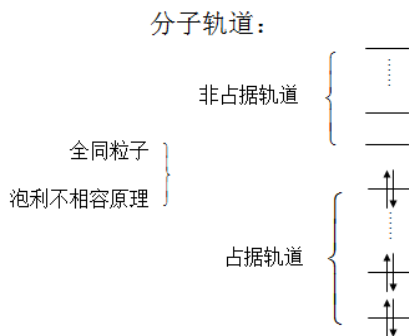 分子轨道：
非占据轨道
全同粒子
泡利不相容原理
占据轨道